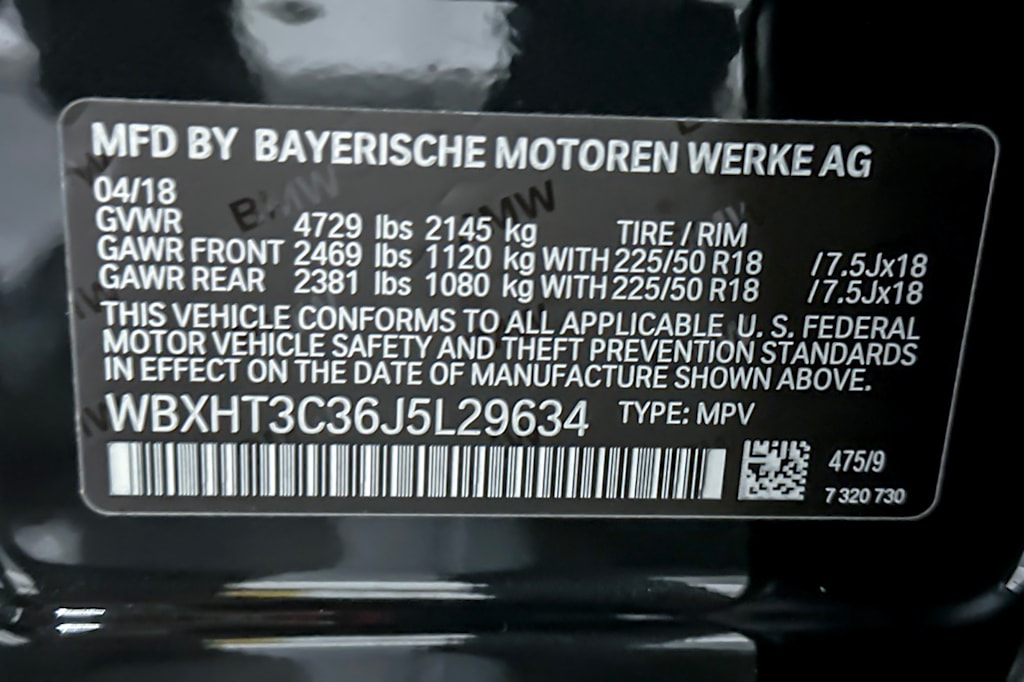 MFD BY BAYERISCHE MOTOREN WERKE AG
04/18
GVWR 4729 lbs 2145 kg TIRE / RIM
GAWR FRONT 2469 lbs 1120 kg WITH 225/50 R18 /7.5Jx18
GAWR REAR 2381 lbs 1080 kg WITH 225/50 R18 /7.5Jx18
THIS VEHICLE CONFORMS TO ALL APPLICABLE U. S. FEDERAL
MOTOR VEHICLE SAFETY AND THEFT PREVENTION STANDARDS
IN EFFECT ON THE DATE OF MANUFACTURE SHOWN ABOVE.
WBXHT3C36J5L29634 TYPE: MPV
475/9
7 320 730
BMW